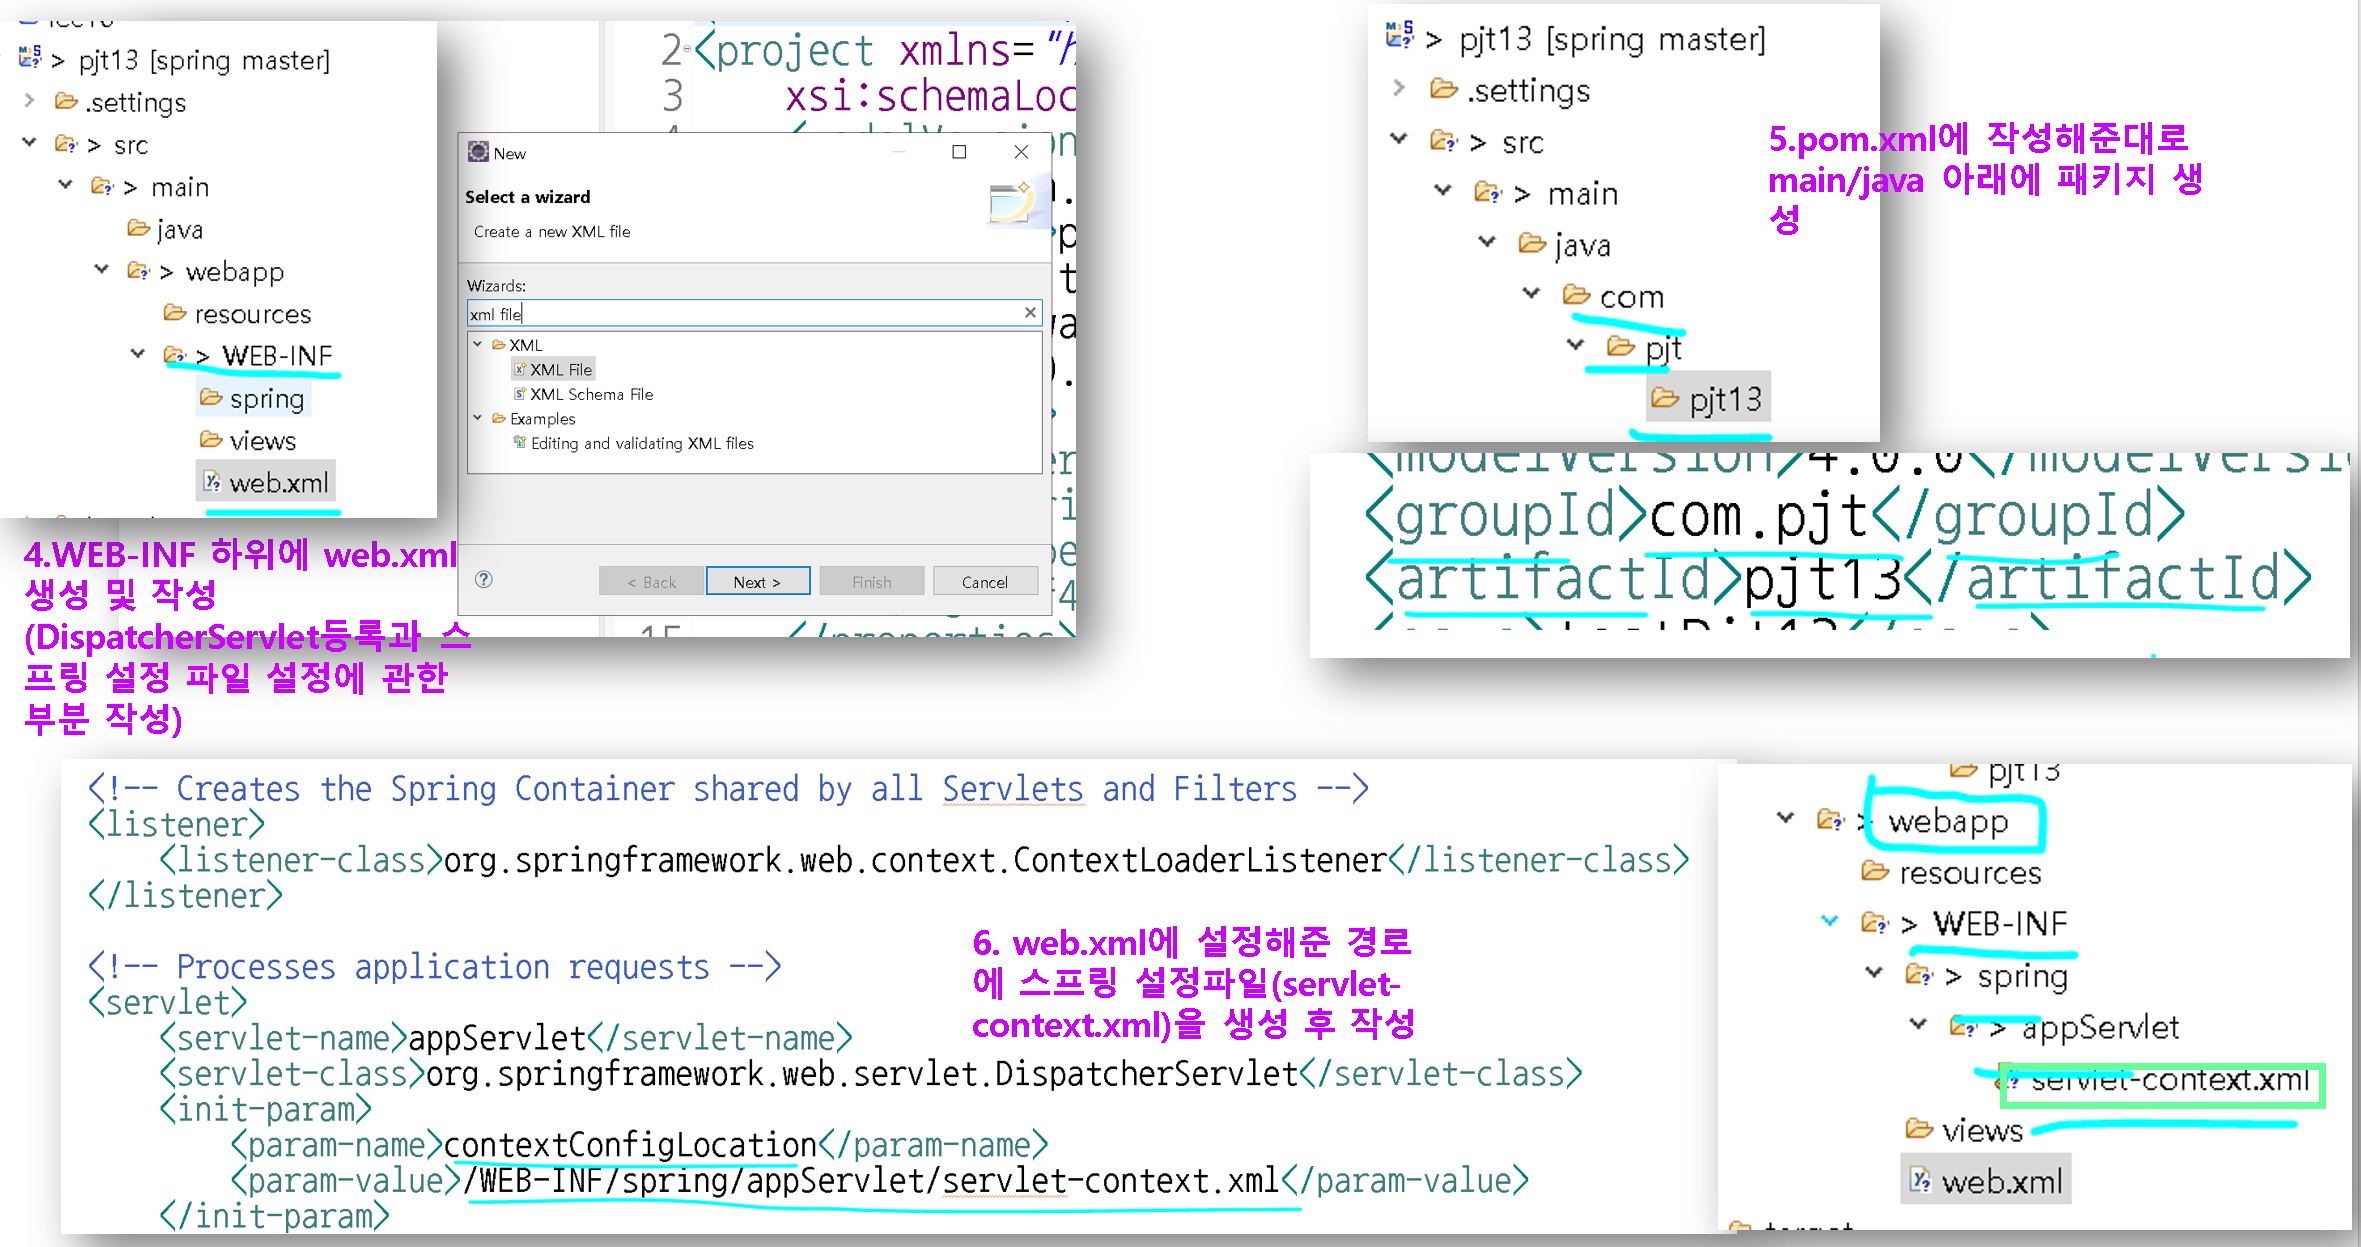 pjt13 [spring master]
.settings
src
main
java
webapp
resources
WEB-INF
spring
views
web.xml
2 <project xmlns="h
3 xsi:schemaLoc
New
Select a wizard
Create a new XML file
Wizards:
xml file
XML
XML File
XML Schema File
Examples
Editing and validating XML files
< Back
Next >
Finish
Cancel
4.WEB-INF 하위에 web.xml
생성 및 작성
(DispatcherServlet등록과 스
프링 설정 파일 설정에 관한
부분 작성)
pjt13 [spring master]
.settings
src
main
java
com
pjt
pjt13
5.pom.xml에 작성해준대로
main/java 아래에 패키지 생
성
<modelVersion>4.0.0</modelVersi
<groupId>com.pjt</groupId>
<artifactId>pjt13</artifactId>
<!-- Creates the Spring Container shared by all Servlets and Filters -->
<listener>
<listener-class>org.springframework.web.context.ContextLoaderListener</listener-class>
</listener>
<!-- Processes application requests -->
<servlet>
<servlet-name>appServlet</servlet-name>
<servlet-class>org.springframework.web.servlet.DispatcherServlet</servlet-class>
<init-param>
<param-name>contextConfigLocation</param-name>
<param-value>/WEB-INF/spring/appServlet/servlet-context.xml</param-value>
</init-param>
6. web.xml에 설정해준 경로
에 스프링 설정파일(servlet-
context.xml)을 생성 후 작성
pjt13
webapp
resources
WEB-INF
spring
appServlet
servlet-context.xml
views
web.xml